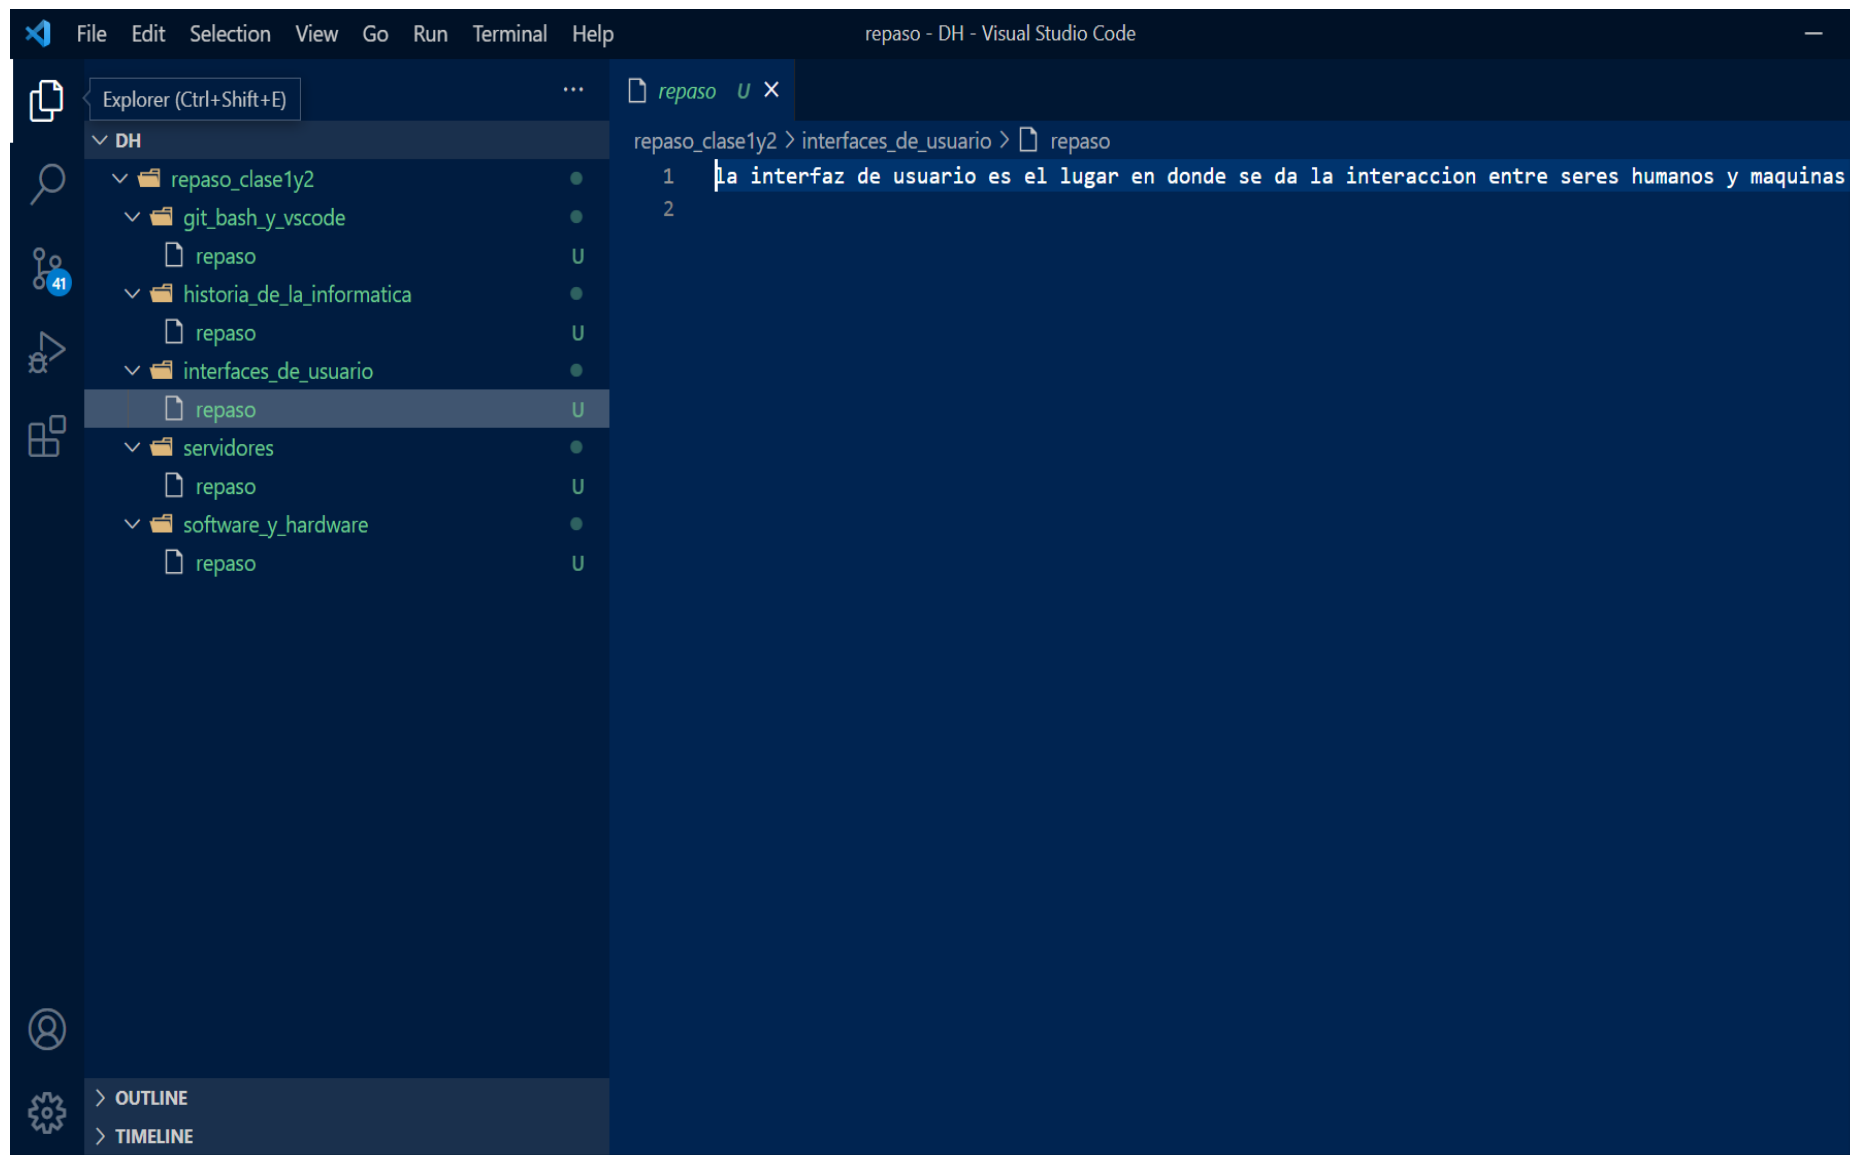 File Edit Selection View Go Run Terminal Help repaso - DH - Visual Studio Code
Explorer (Ctrl+Shift+E)
DH
repaso_clase1y2
git_bash_y_vscode
repaso U
historia_de_la_informatica
repaso U
interfaces_de_usuario
repaso U
servidores
repaso U
software_y_hardware
repaso U
OUTLINE
TIMELINE
41
repaso U
repaso_clase1y2 > interfaces_de_usuario > repaso
1 la interfaz de usuario es el lugar en donde se da la interaccion entre seres humanos y maquinas
2